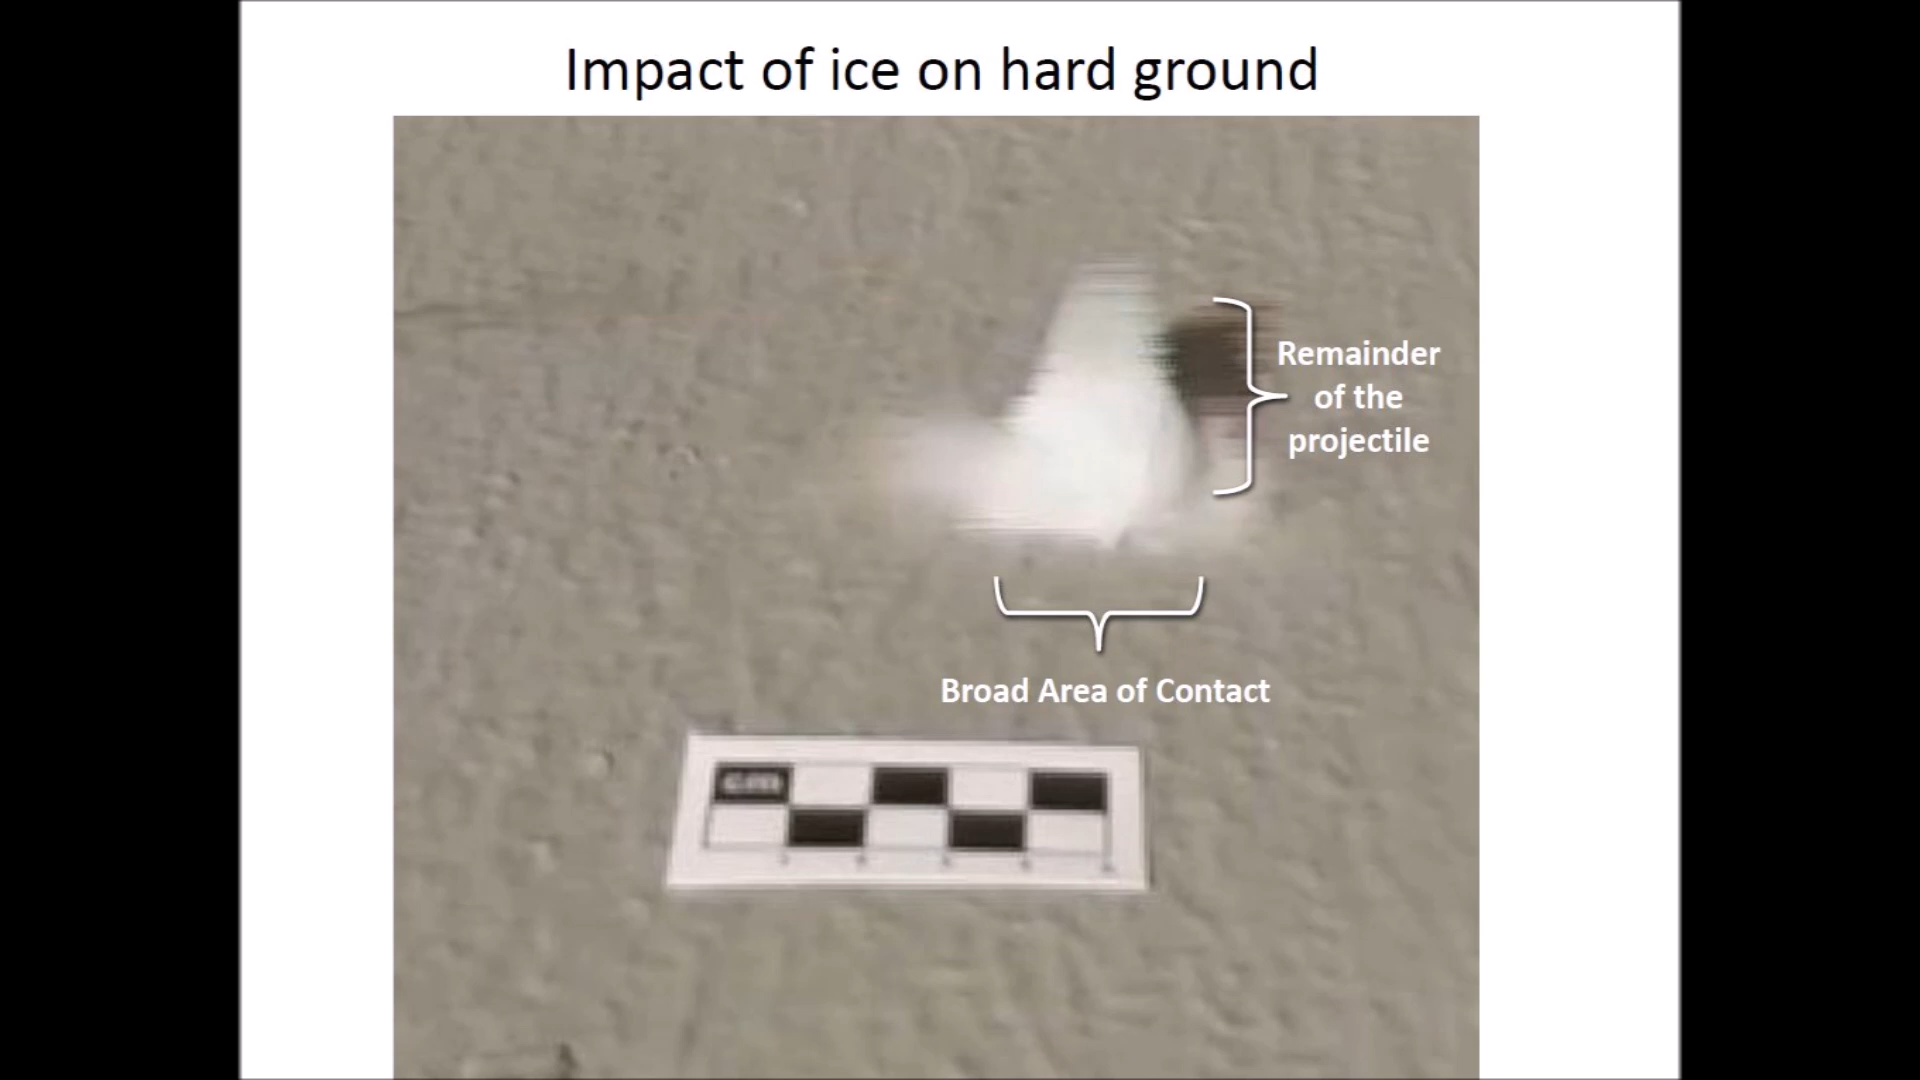 Impact of ice on hard ground
Remainder
of the
projectile
Broad Area of Contact
cm